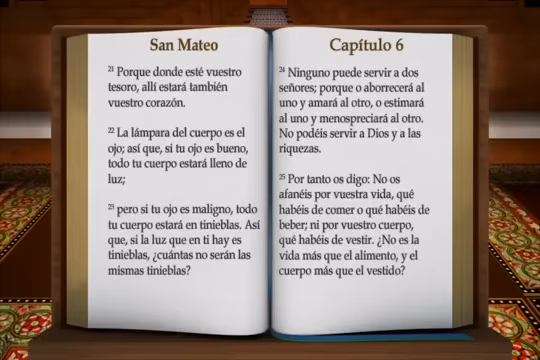 San Mateo
21 Porque donde esté vuestro
tesoro, allí estará también
vuestro corazón.
22 La lámpara del cuerpo es el
ojo; así que, si tu ojo es bueno,
todo tu cuerpo estará lleno de
luz;
23 pero si tu ojo es maligno, todo
tu cuerpo estará en tinieblas. Así
que, si la luz que en ti hay es
tinieblas, ¿cuántas no serán las
mismas tinieblas?
Capítulo 6
24 Ninguno puede servir a dos
señores; porque o aborrecerá al
uno y amará al otro, o estimará
al uno y menospreciará al otro.
No podéis servir a Dios y a las
riquezas.
25 Por tanto os digo: No os
afanéis por vuestra vida, qué
habéis de comer o qué habéis de
beber; ni por vuestro cuerpo,
qué habéis de vestir. ¿No es la
vida más que el alimento, y el
cuerpo más que el vestido?